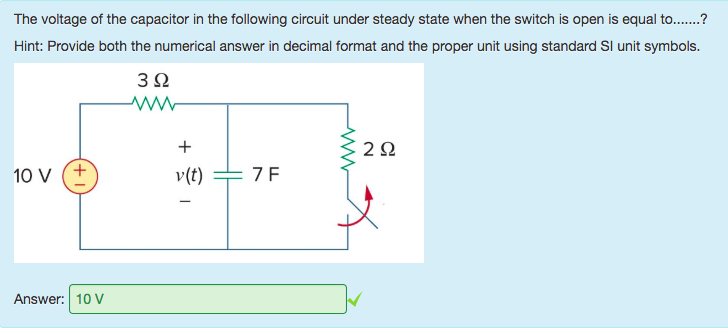 The voltage of the capacitor in the following circuit under steady state when the switch is open is equal to.......?
Hint: Provide both the numerical answer in decimal format and the proper unit using standard SI unit symbols.
3 Ω
+
2 Ω
10 V
+
v(t)
7 F
–
Answer: 10 V